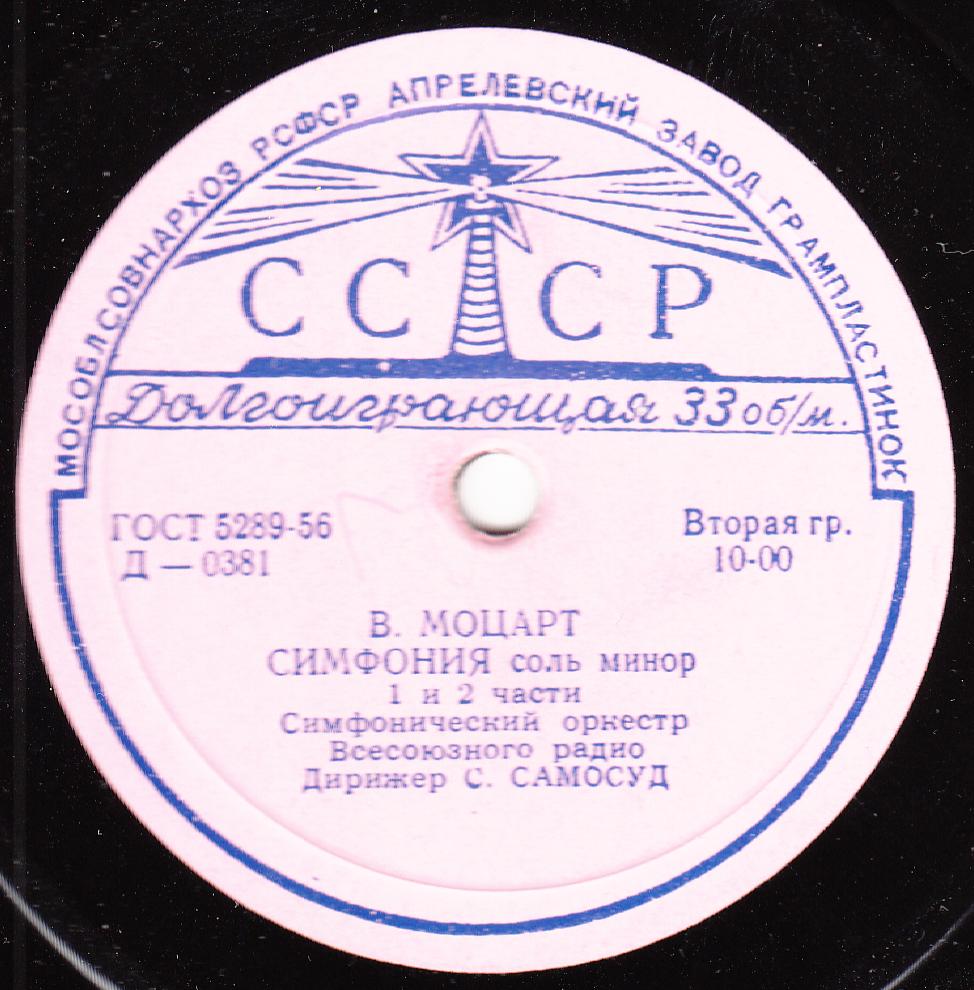 МОСОБЛСОВНАРХОЗ РСФСР АПРЕЛЕВСКИЙ ЗАВОД ГРАМПЛАСТИНОК
СССР
Долгоиграющая 33 об/м.
ГОСТ 5289-56
Д — 0381
Вторая гр.
10-00
В. МОЦАРТ
СИМФОНИЯ соль минор
1 и 2 части
Симфонический оркестр
Всесоюзного радио
Дирижер С. САМОСУД